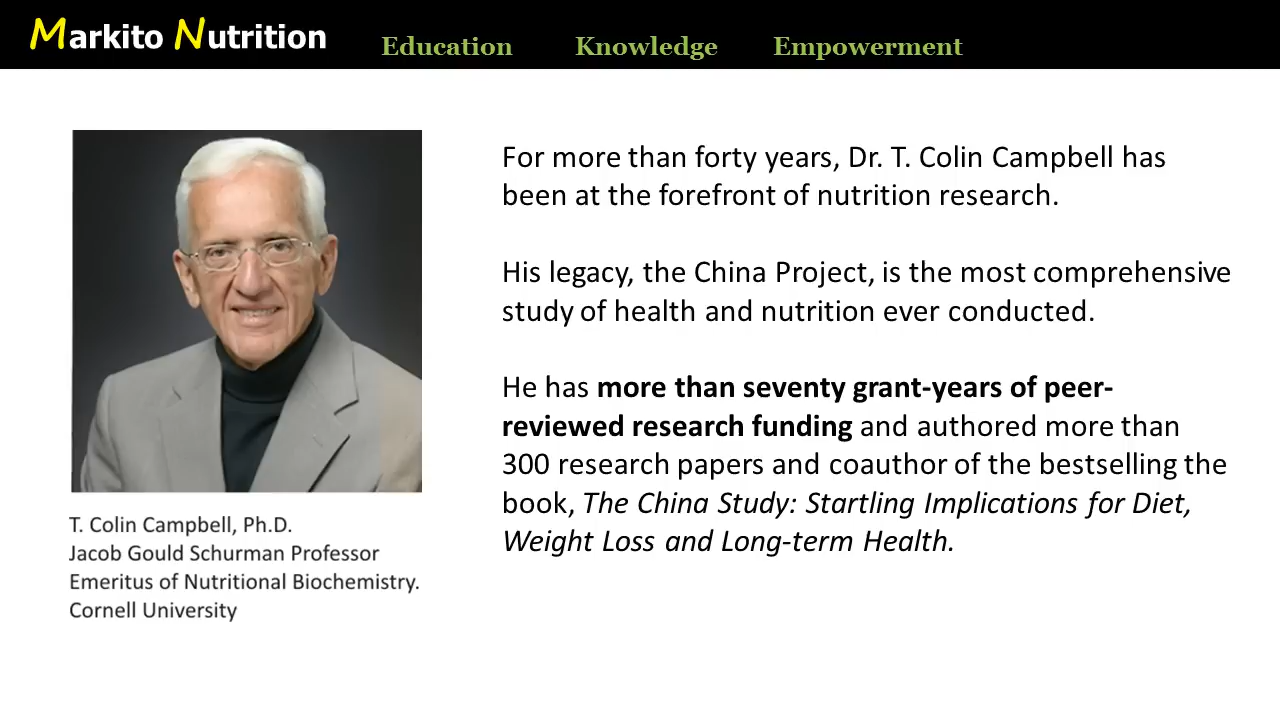 Markito Nutrition
Education Knowledge Empowerment
For more than forty years, Dr. T. Colin Campbell has
been at the forefront of nutrition research.
His legacy, the China Project, is the most comprehensive
study of health and nutrition ever conducted.
He has more than seventy grant-years of peer-
reviewed research funding and authored more than
300 research papers and coauthor of the bestselling the
book, The China Study: Startling Implications for Diet,
Weight Loss and Long-term Health.
T. Colin Campbell, Ph.D.
Jacob Gould Schurman Professor
Emeritus of Nutritional Biochemistry.
Cornell University